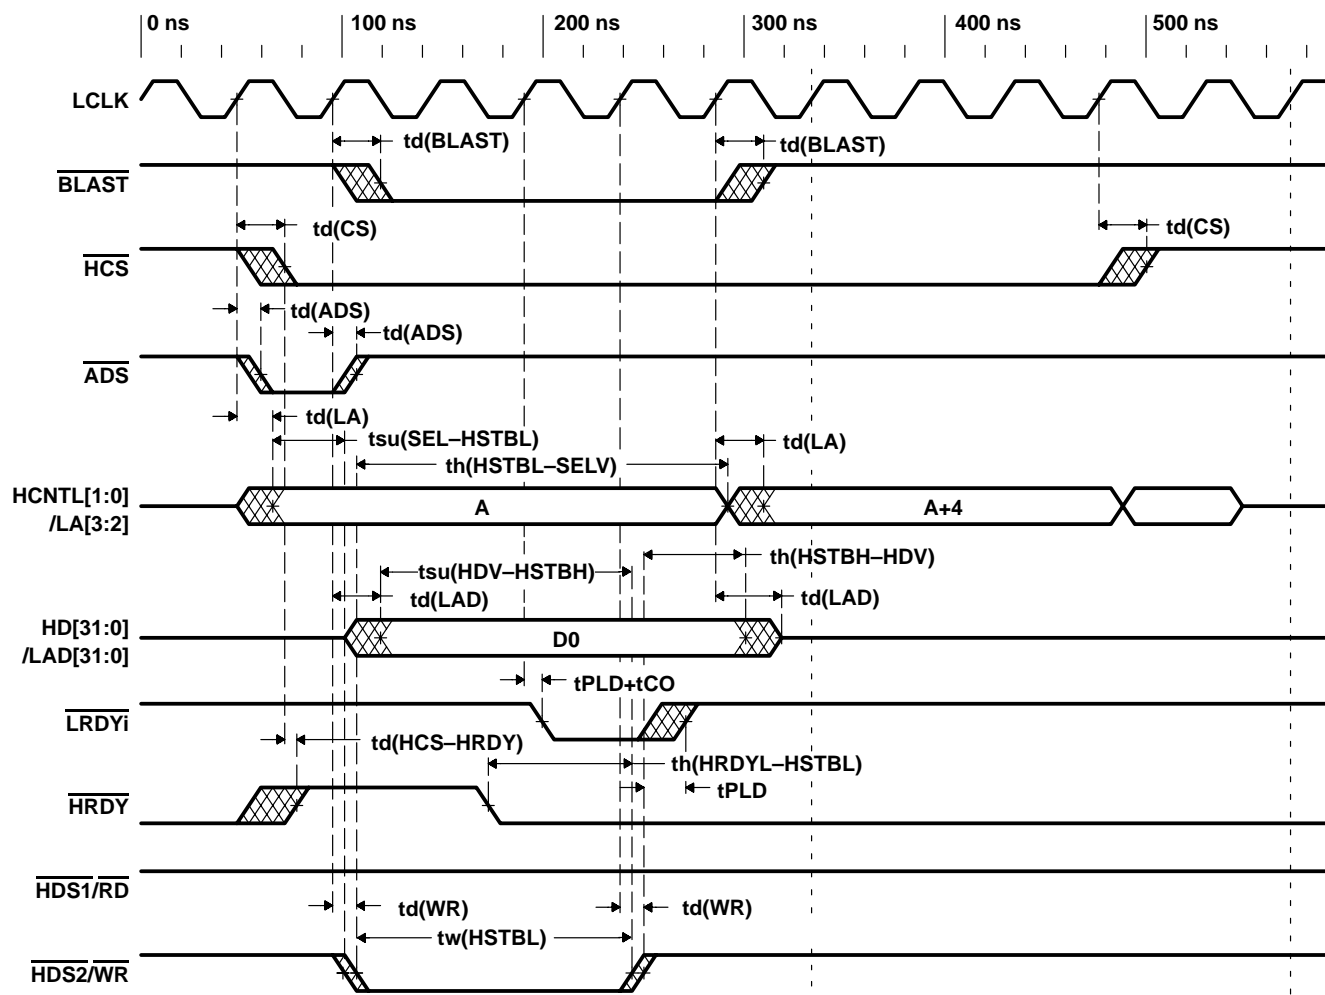 0 ns 100 ns 200 ns 300 ns 400 ns 500 ns
LCLK
td(BLAST) td(BLAST)
BLAST
td(CS) td(CS)
HCS
td(ADS)
td(ADS)
ADS
td(LA)
tsu(SEL–HSTBL) td(LA)
th(HSTBL–SELV)
HCNTL[1:0]
/LA[3:2]
A A+4
th(HSTBH–HDV)
tsu(HDV–HSTBH)
td(LAD) td(LAD)
HD[31:0]
/LAD[31:0]
D0
tPLD+tCO
LRDYi
td(HCS–HRDY)
th(HRDYL–HSTBL)
tPLD
HRDY
HDS1/RD
td(WR) td(WR)
tw(HSTBL)
HDS2/WR